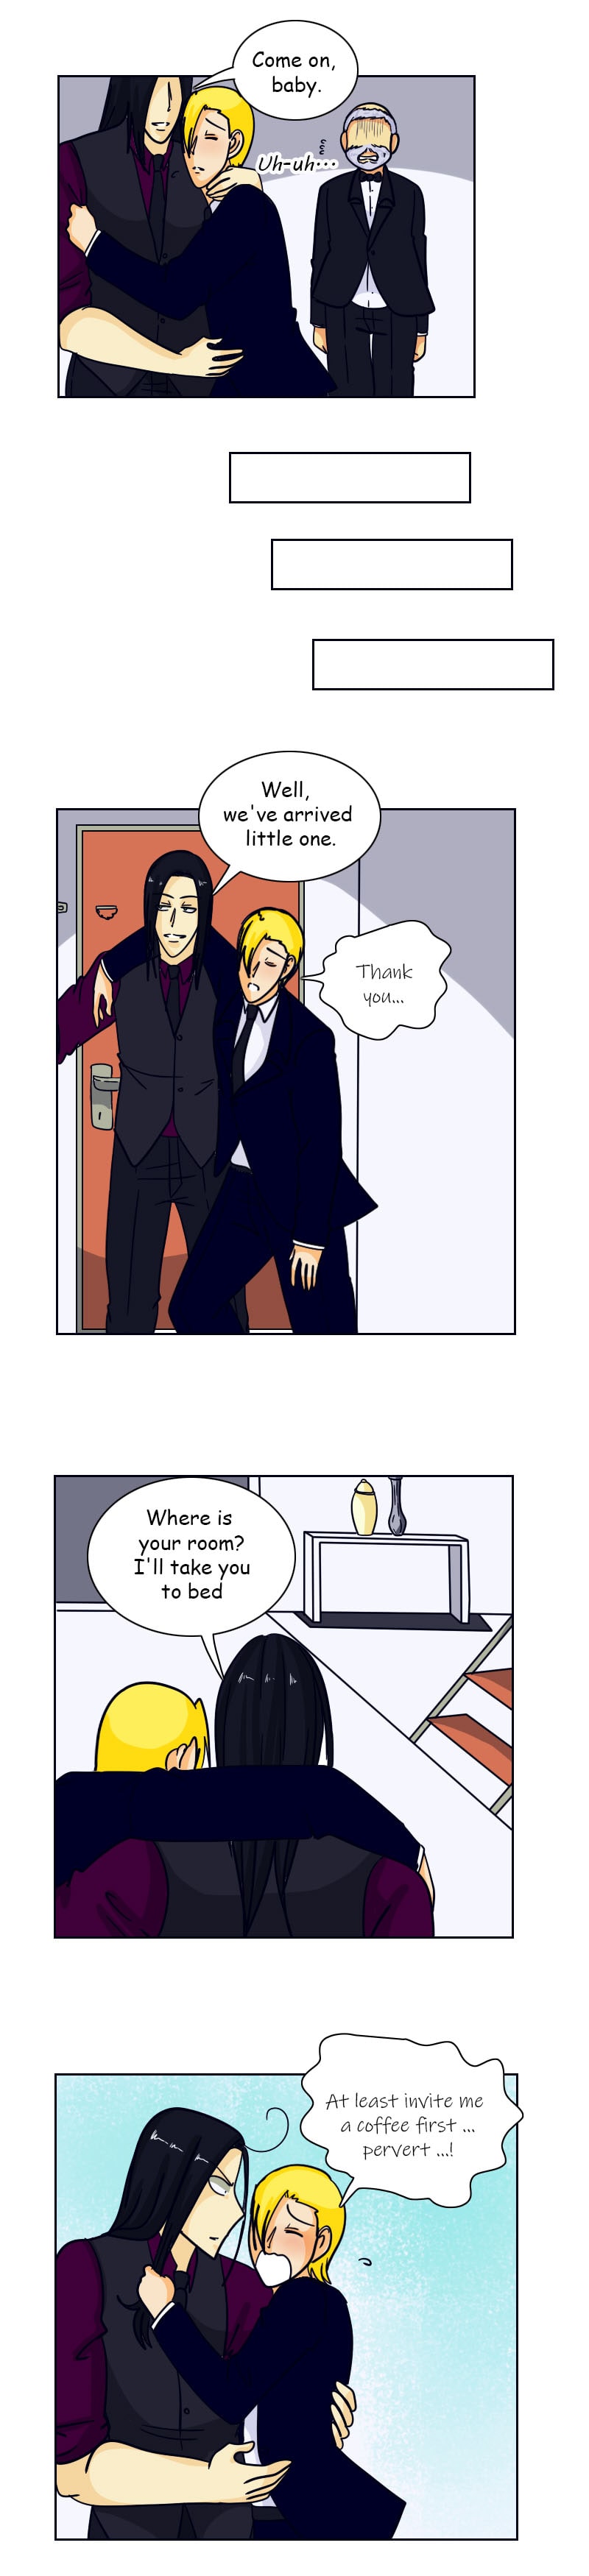 Come on,
baby.
Uh-uh...
Well,
we've arrived
little one.
Thank
you...
Where is
your room?
I'll take you
to bed
At least invite me
a coffee first ...
pervert ...!